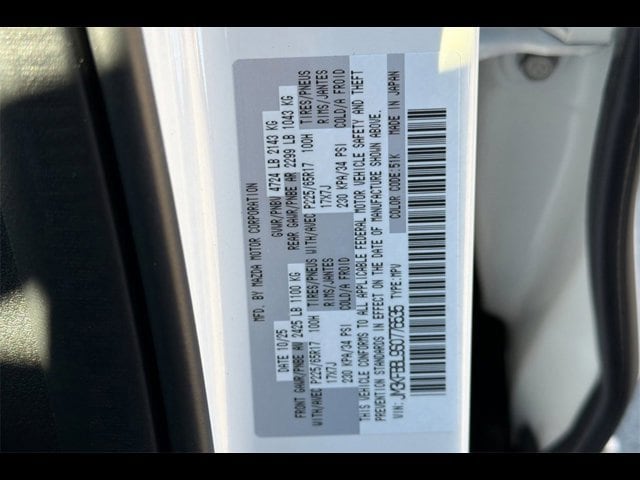 MFD. BY MAZDA MOTOR CORPORATION
DATE 10/25 GVWR/PNBV 4724 LB 2143 KG
FRONT GAWR/PNBE AV 2425 LB 1100 KG REAR GAWR/PNBE AR 2299 LB 1043 KG
WITH/AVEC P225/65R17 100H TIRES/PNEUS WITH/AVEC P225/65R17 100H TIRES/PNEUS
17X7J RIMS/JANTES 17X7J RIMS/JANTES
230 KPA/34 PSI COLD/A FROID 230 KPA/34 PSI COLD/A FROID
THIS VEHICLE CONFORMS TO ALL APPLICABLE FEDERAL MOTOR VEHICLE SAFETY AND THEFT
PREVENTION STANDARDS IN EFFECT ON THE DATE OF MANUFACTURE SHOWN ABOVE.
VIN: TYPE: MPV COLOR CODE: 51K MADE IN JAPAN